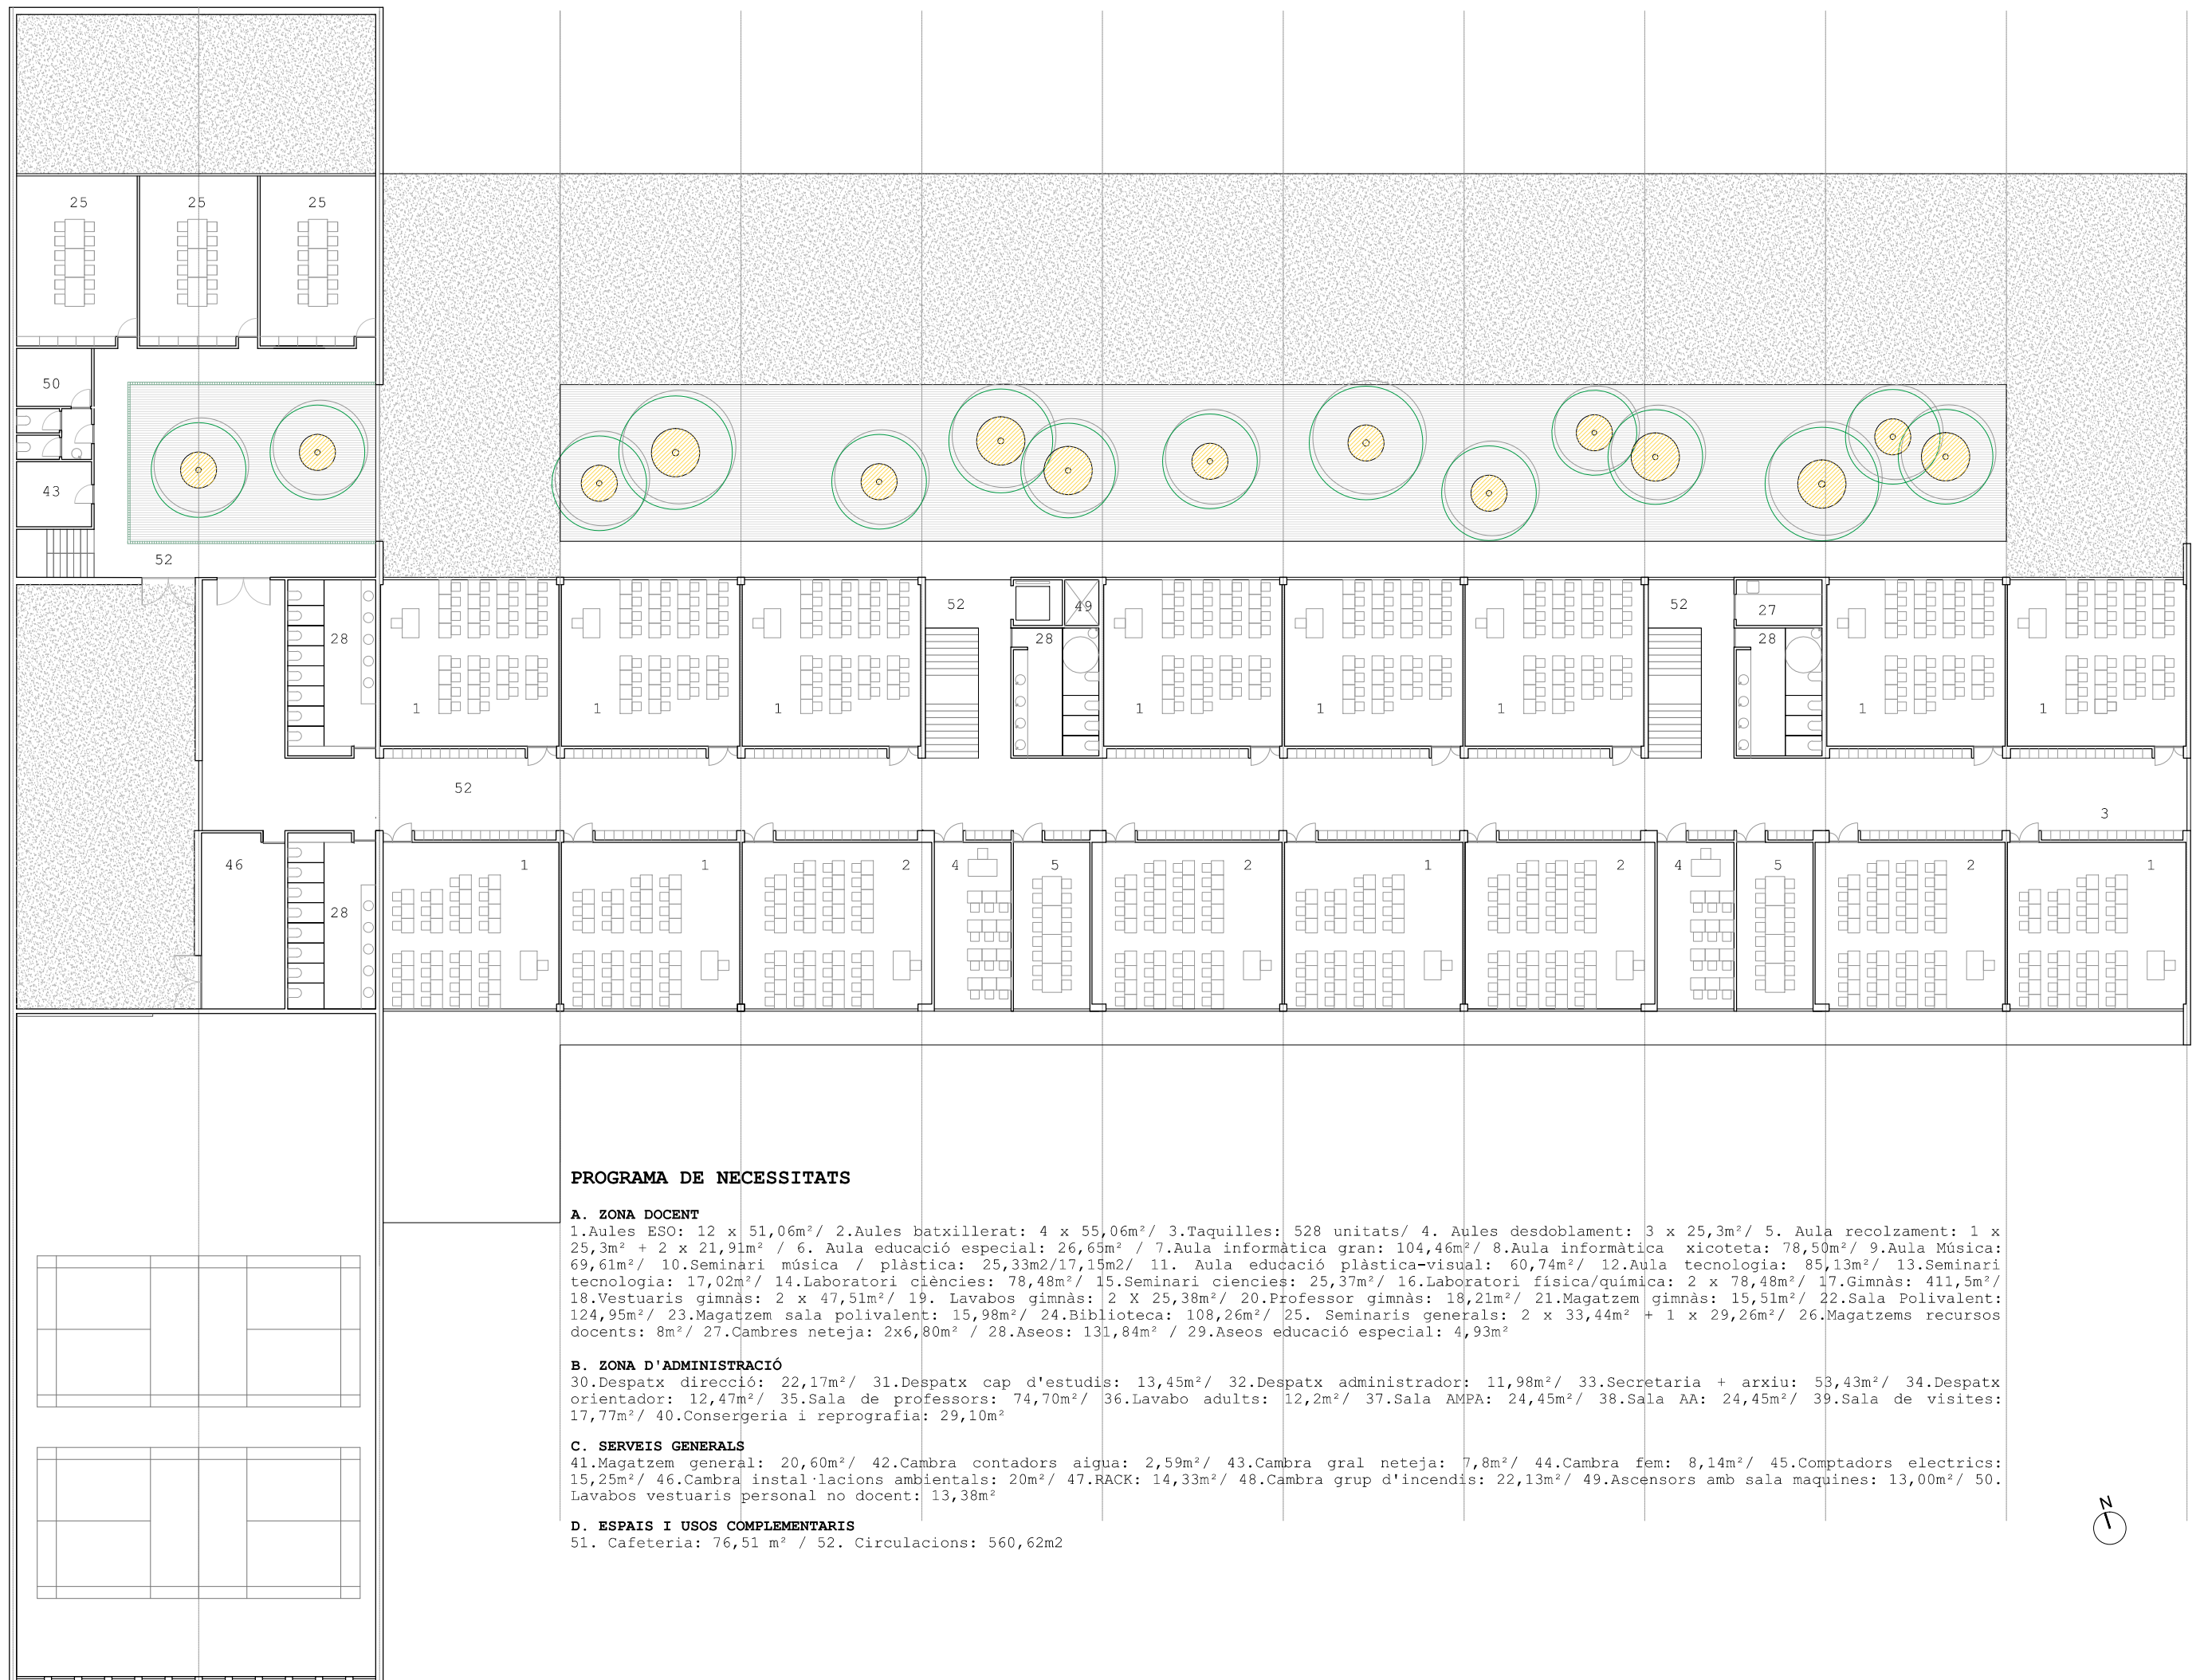 25 25 25
50
43
52
28 1 1 1 52 49 28 1 1 1 52 27 28 1 1
52
3
46 28 1 1 2 4 5 2 1 2 4 5 2 1
PROGRAMA DE NECESSITATS
A. ZONA DOCENT
1.Aules ESO: 12 x 51,06m²/ 2.Aules batxillerat: 4 x 55,06m²/ 3.Taquilles: 528 unitats/ 4. Aules desdoblament: 3 x 25,3m²/ 5. Aula recolzament: 1 x
25,3m² + 2 x 21,91m² / 6. Aula educació especial: 26,65m² / 7.Aula informàtica gran: 104,46m²/ 8.Aula informàtica xicoteta: 78,50m²/ 9.Aula Música:
69,61m²/ 10.Seminari música / plàstica: 25,33m2/17,15m2/ 11. Aula educació plàstica-visual: 60,74m²/ 12.Aula tecnologia: 85,13m²/ 13.Seminari
tecnologia: 17,02m²/ 14.Laboratori ciències: 78,48m²/ 15.Seminari ciencies: 25,37m²/ 16.Laboratori física/química: 2 x 78,48m²/ 17.Gimnàs: 411,5m²/
18.Vestuaris gimnàs: 2 x 47,51m²/ 19. Lavabos gimnàs: 2 X 25,38m²/ 20.Professor gimnàs: 18,21m²/ 21.Magatzem gimnàs: 15,51m²/ 22.Sala Polivalent:
124,95m²/ 23.Magatzem sala polivalent: 15,98m²/ 24.Biblioteca: 108,26m²/ 25. Seminaris generals: 2 x 33,44m² + 1 x 29,26m²/ 26.Magatzems recursos
docents: 8m²/ 27.Cambres neteja: 2x6,80m² / 28.Aseos: 131,84m² / 29.Aseos educació especial: 4,93m²
B. ZONA D'ADMINISTRACIÓ
30.Despatx direcció: 22,17m²/ 31.Despatx cap d'estudis: 13,45m²/ 32.Despatx administrador: 11,98m²/ 33.Secretaria + arxiu: 53,43m²/ 34.Despatx
orientador: 12,47m²/ 35.Sala de professors: 74,70m²/ 36.Lavabo adults: 12,2m²/ 37.Sala AMPA: 24,45m²/ 38.Sala AA: 24,45m²/ 39.Sala de visites:
17,77m²/ 40.Consergeria i reprografia: 29,10m²
C. SERVEIS GENERALS
41.Magatzem general: 20,60m²/ 42.Cambra contadors aigua: 2,59m²/ 43.Cambra gral neteja: 7,8m²/ 44.Cambra fem: 8,14m²/ 45.Comptadors electrics:
15,25m²/ 46.Cambra instal·lacions ambientals: 20m²/ 47.RACK: 14,33m²/ 48.Cambra grup d'incendis: 22,13m²/ 49.Ascensors amb sala maquines: 13,00m²/ 50.
Lavabos vestuaris personal no docent: 13,38m²
D. ESPAIS I USOS COMPLEMENTARIS
51. Cafeteria: 76,51 m² / 52. Circulacions: 560,62m2
N